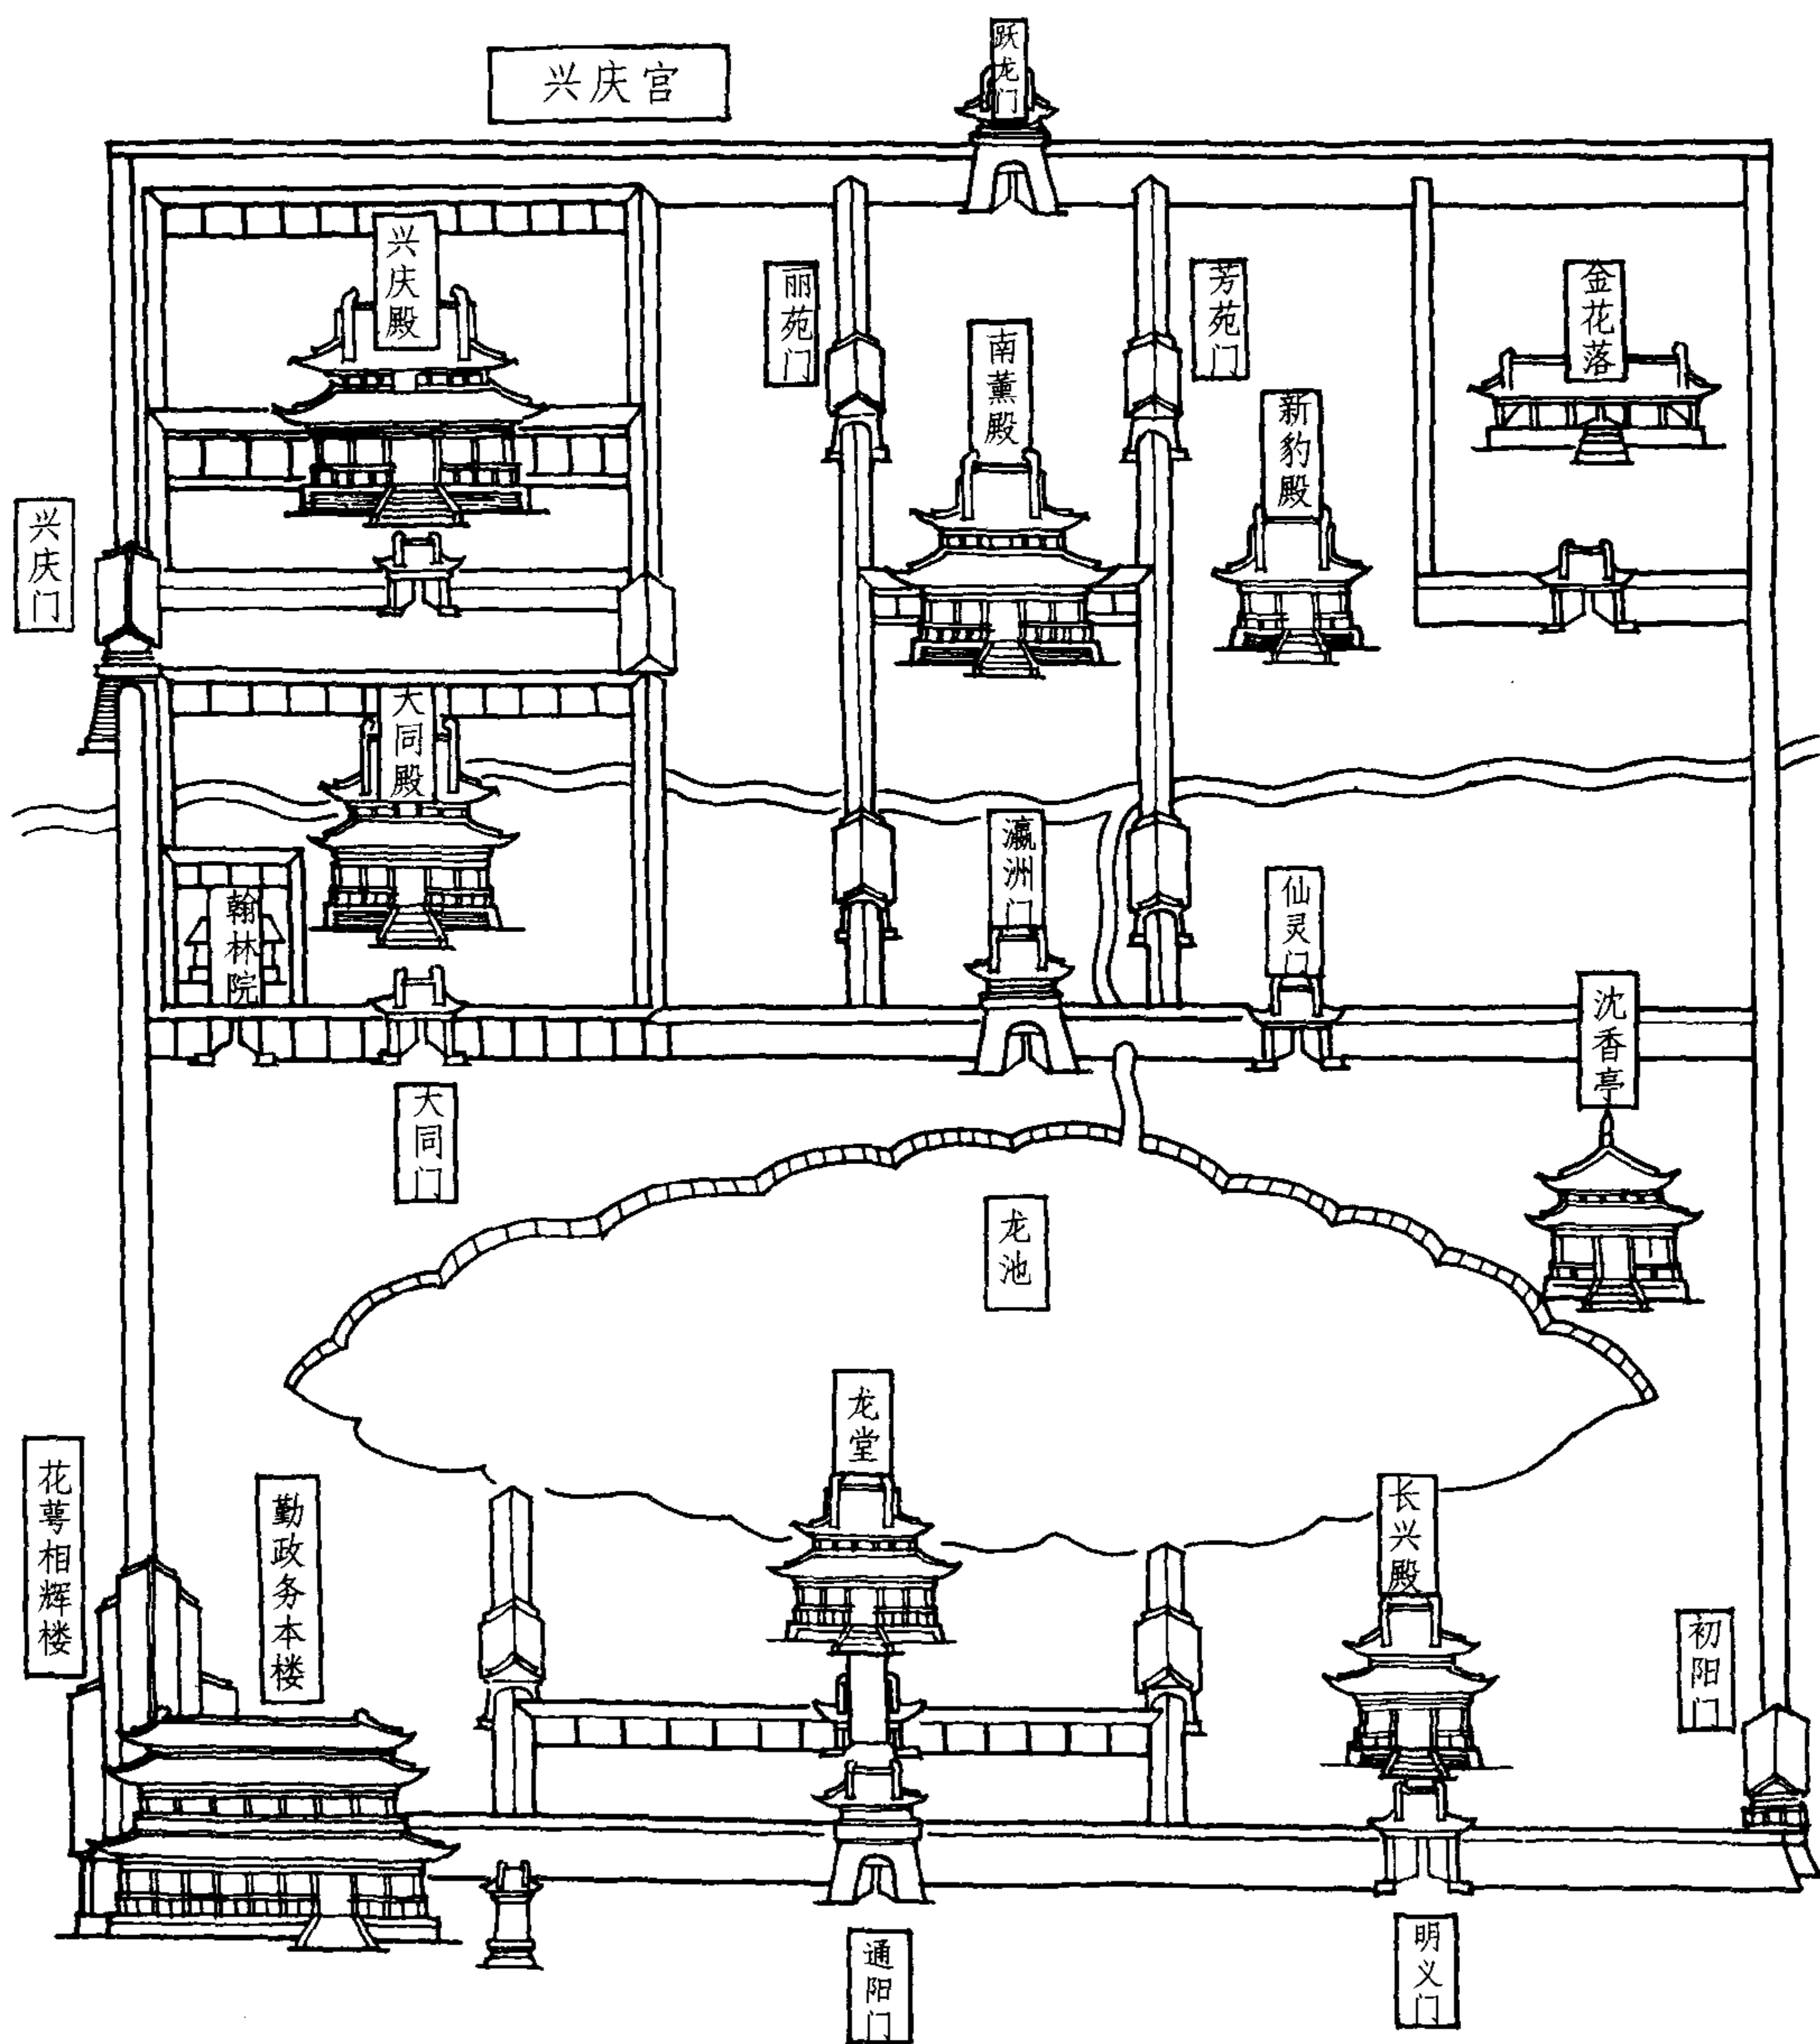 兴庆宫
跃龙门
兴庆殿
丽苑门
芳苑门
金花落
南薰殿
新豹殿
兴庆门
大同殿
瀛洲门
仙灵门
翰林院
沈香亭
大同门
龙池
龙堂
花萼相辉楼
勤政务本楼
长兴殿
初阳门
通阳门
明义门